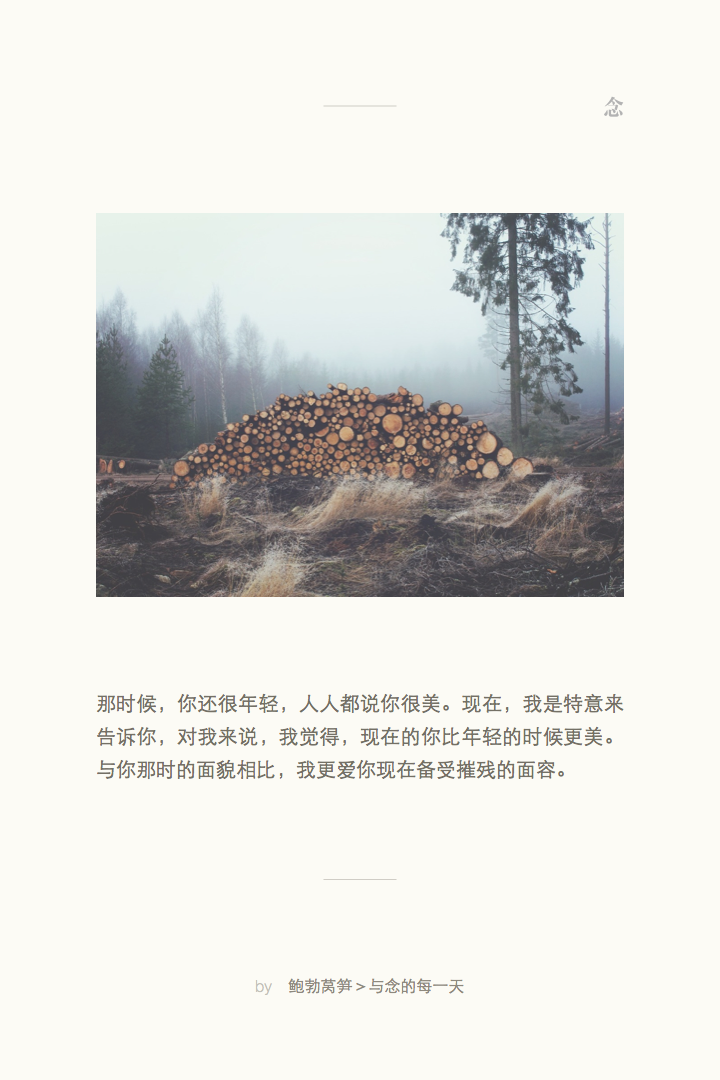 念
那时候，你还很年轻，人人都说你很美。现在，我是特意来
告诉你，对我来说，我觉得，现在的你比年轻的时候更美。
与你那时的面貌相比，我更爱你现在备受摧残的面容。
by 鲍勃莴笋 > 与念的每一天